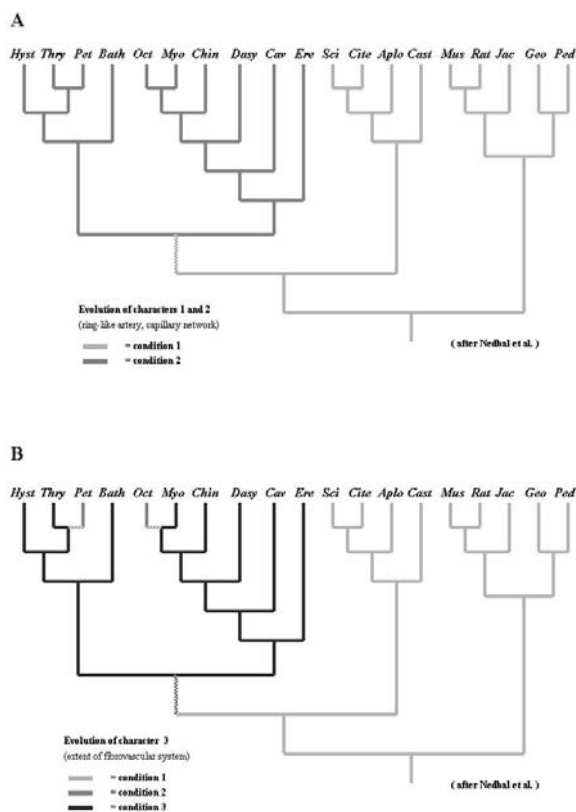 A
Hyst Thry Pet Bath Oct Myo Chin Dasy Cav Ere Sci Cite Aplo Cast Mus Rat Jac Geo Ped
Evolution of characters 1 and 2
(ring-like artery, capillary network)
= condition 1
= condition 2
( after Nedbal et al. )
B
Hyst Thry Pet Bath Oct Myo Chin Dasy Cav Ere Sci Cite Aplo Cast Mus Rat Jac Geo Ped
Evolution of character 3
(extent of fibrovascular system)
= condition 1
= condition 2
= condition 3
( after Nedbal et al. )